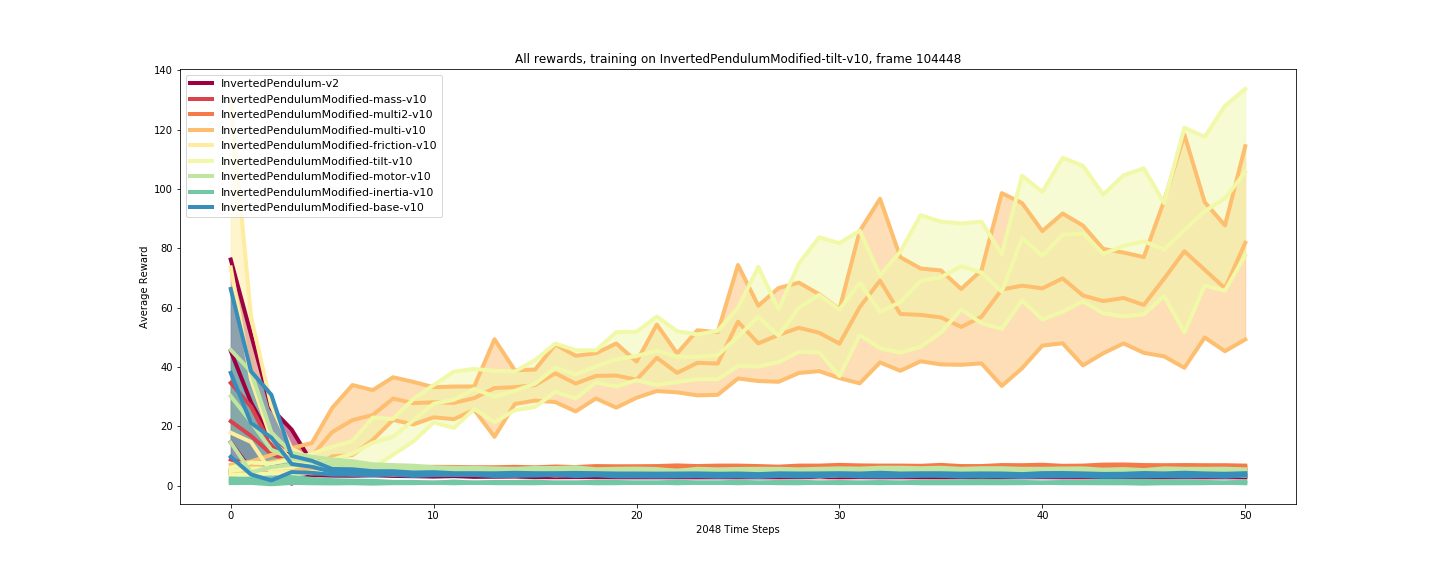 All rewards, training on InvertedPendulumModified-tilt-v10, frame 104448
140
120
100
80
60
40
20
0
Average Reward
InvertedPendulum-v2
InvertedPendulumModified-mass-v10
InvertedPendulumModified-multi2-v10
InvertedPendulumModified-multi-v10
InvertedPendulumModified-friction-v10
InvertedPendulumModified-tilt-v10
InvertedPendulumModified-motor-v10
InvertedPendulumModified-inertia-v10
InvertedPendulumModified-base-v10
0 10 20 30 40 50
2048 Time Steps